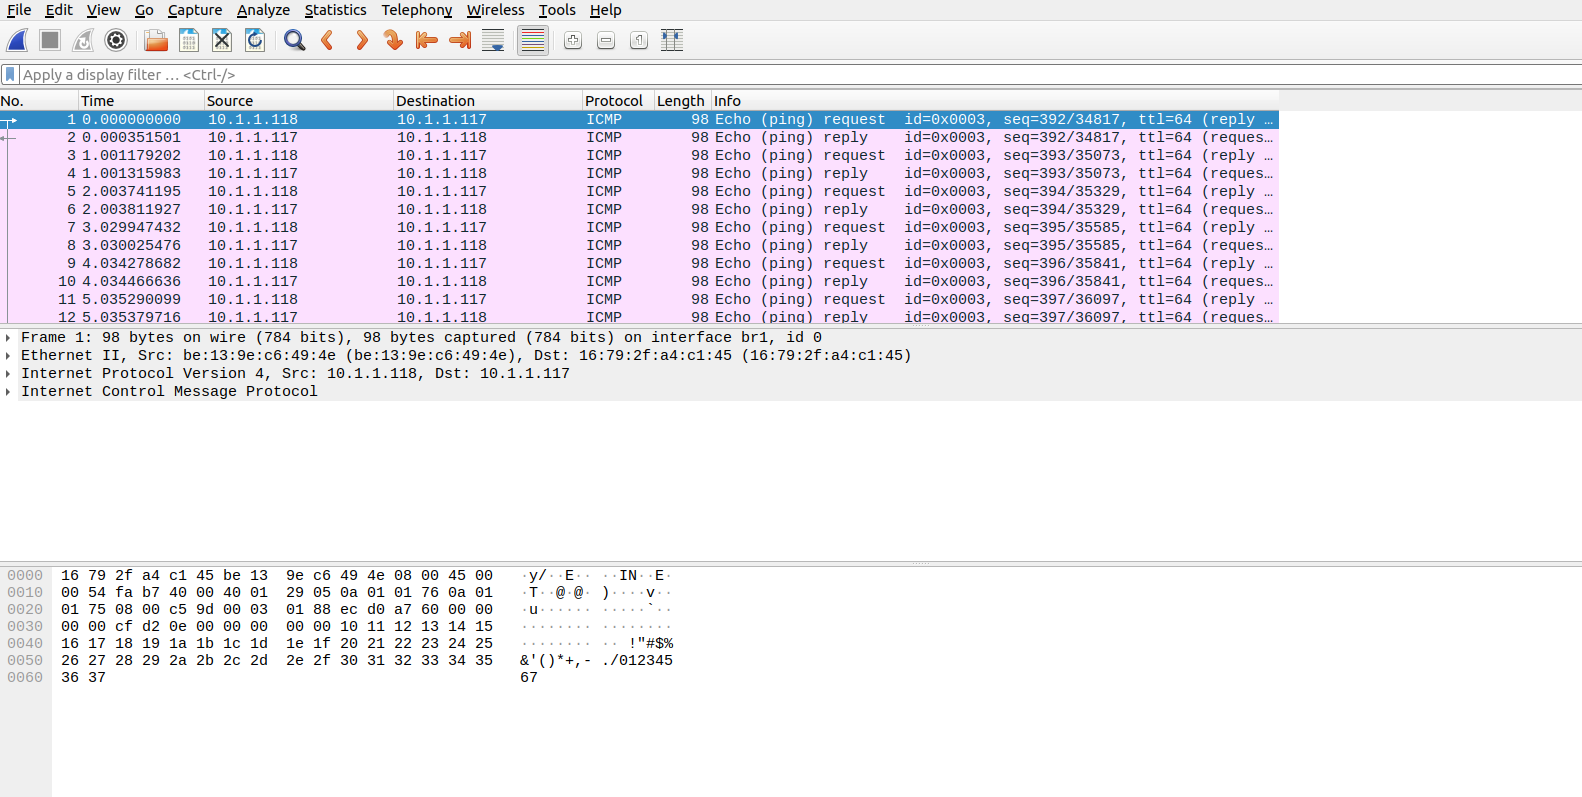 File Edit View Go Capture Analyze Statistics Telephony Wireless Tools Help
Apply a display filter … <Ctrl-/>
No. Time Source Destination Protocol Length Info
1 0.000000000 10.1.1.118 10.1.1.117 ICMP 98 Echo (ping) request id=0x0003, seq=392/34817, ttl=64 (reply …
2 0.000351501 10.1.1.117 10.1.1.118 ICMP 98 Echo (ping) reply id=0x0003, seq=392/34817, ttl=64 (reques…
3 1.001179202 10.1.1.118 10.1.1.117 ICMP 98 Echo (ping) request id=0x0003, seq=393/35073, ttl=64 (reply …
4 1.001315983 10.1.1.117 10.1.1.118 ICMP 98 Echo (ping) reply id=0x0003, seq=393/35073, ttl=64 (reques…
5 2.003741195 10.1.1.118 10.1.1.117 ICMP 98 Echo (ping) request id=0x0003, seq=394/35329, ttl=64 (reply …
6 2.003811927 10.1.1.117 10.1.1.118 ICMP 98 Echo (ping) reply id=0x0003, seq=394/35329, ttl=64 (reques…
7 3.029947432 10.1.1.118 10.1.1.117 ICMP 98 Echo (ping) request id=0x0003, seq=395/35585, ttl=64 (reply …
8 3.030025476 10.1.1.117 10.1.1.118 ICMP 98 Echo (ping) reply id=0x0003, seq=395/35585, ttl=64 (reques…
9 4.034278682 10.1.1.118 10.1.1.117 ICMP 98 Echo (ping) request id=0x0003, seq=396/35841, ttl=64 (reply …
10 4.034466636 10.1.1.117 10.1.1.118 ICMP 98 Echo (ping) reply id=0x0003, seq=396/35841, ttl=64 (reques…
11 5.035290099 10.1.1.118 10.1.1.117 ICMP 98 Echo (ping) request id=0x0003, seq=397/36097, ttl=64 (reply …
12 5.035379716 10.1.1.117 10.1.1.118 ICMP 98 Echo (ping) reply id=0x0003, seq=397/36097, ttl=64 (reques…
Frame 1: 98 bytes on wire (784 bits), 98 bytes captured (784 bits) on interface br1, id 0
Ethernet II, Src: be:13:9e:c6:49:4e (be:13:9e:c6:49:4e), Dst: 16:79:2f:a4:c1:45 (16:79:2f:a4:c1:45)
Internet Protocol Version 4, Src: 10.1.1.118, Dst: 10.1.1.117
Internet Control Message Protocol
0000 16 79 2f a4 c1 45 be 13 9e c6 49 4e 08 00 45 00 ·y/··E·· ··IN··E·
0010 00 54 fa b7 40 00 40 01 29 05 0a 01 01 76 0a 01 ·T··@·@· )····v··
0020 01 75 08 00 c5 9d 00 03 01 88 ec d0 a7 60 00 00 ·u······ ·····`··
0030 00 00 cf d2 0e 00 00 00 00 00 10 11 12 13 14 15 ········ ········
0040 16 17 18 19 1a 1b 1c 1d 1e 1f 20 21 22 23 24 25 ········ ·· !"#$%
0050 26 27 28 29 2a 2b 2c 2d 2e 2f 30 31 32 33 34 35 &'()*+,- ./012345
0060 36 37 67